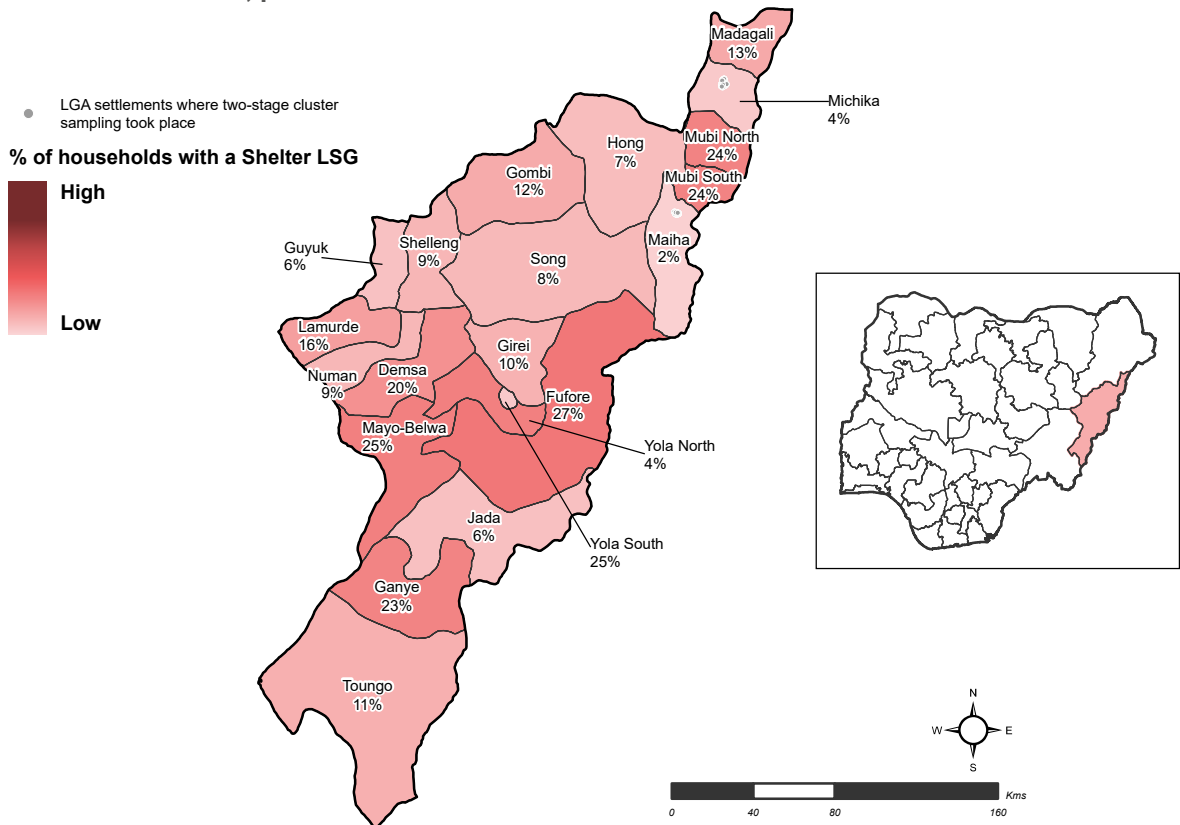 Madagali
13%
LGA settlements where two-stage cluster
sampling took place
Michika
4%
% of households with a Shelter LSG
High
Low
Hong
7%
Mubi North
24%
Gombi
12%
Mubi South
24%
Guyuk
6%
Shelleng
9%
Maiha
2%
Song
8%
Lamurde
16%
Girei
10%
Numan
9%
Demsa
20%
Fufore
27%
Mayo-Belwa
25%
Yola North
4%
Jada
6%
Yola South
25%
Ganye
23%
Toungo
11%
N
W
E
S
Kms
0
40
80
160